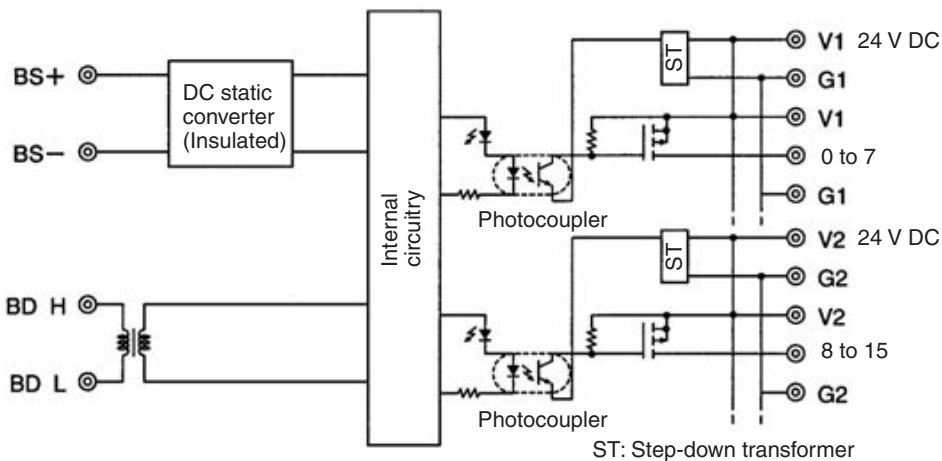 BS+
BS−
BD H
BD L
DC static
converter
(Insulated)
Internal
circuitry
Photocoupler
ST
V1 24 V DC
G1
V1
0 to 7
G1
Photocoupler
ST
V2 24 V DC
G2
V2
8 to 15
G2
ST: Step-down transformer